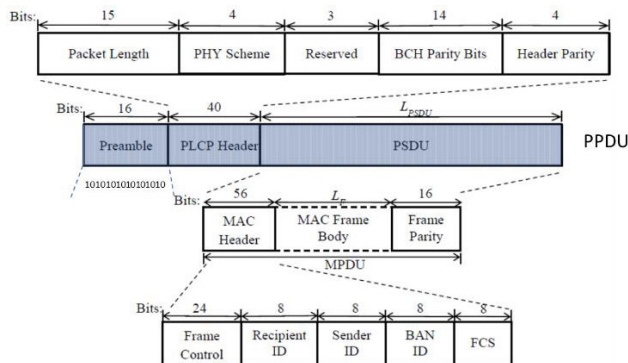 Bits: 15 4 3 14 4
Packet Length PHY Scheme Reserved BCH Parity Bits Header Parity
Bits: 16 40 L_PSDU
Preamble PLCP Header PSDU PPDU
1010101010101010
Bits: 56 L_F 16
MAC Header MAC Frame Body Frame Parity
MPDU
Bits: 24 8 8 8 8
Frame Control Recipient ID Sender ID BAN ID FCS